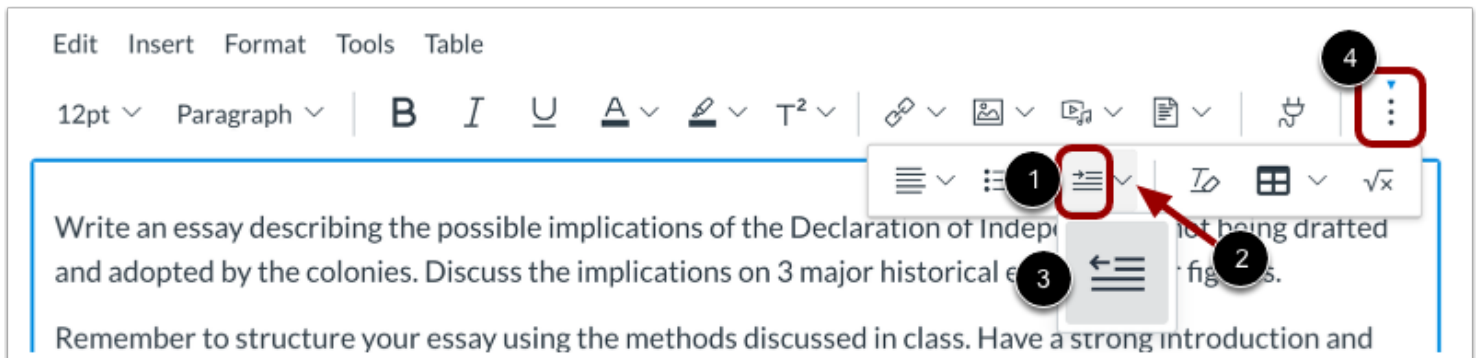 Edit Insert Format Tools Table
4
12pt Paragraph B I U A T² √x
1
Write an essay describing the possible implications of the Declaration of Indepe not being drafted
2
and adopted by the colonies. Discuss the implications on 3 major historical
3
Remember to structure your essay using the methods discussed in class. Have a strong introduction and